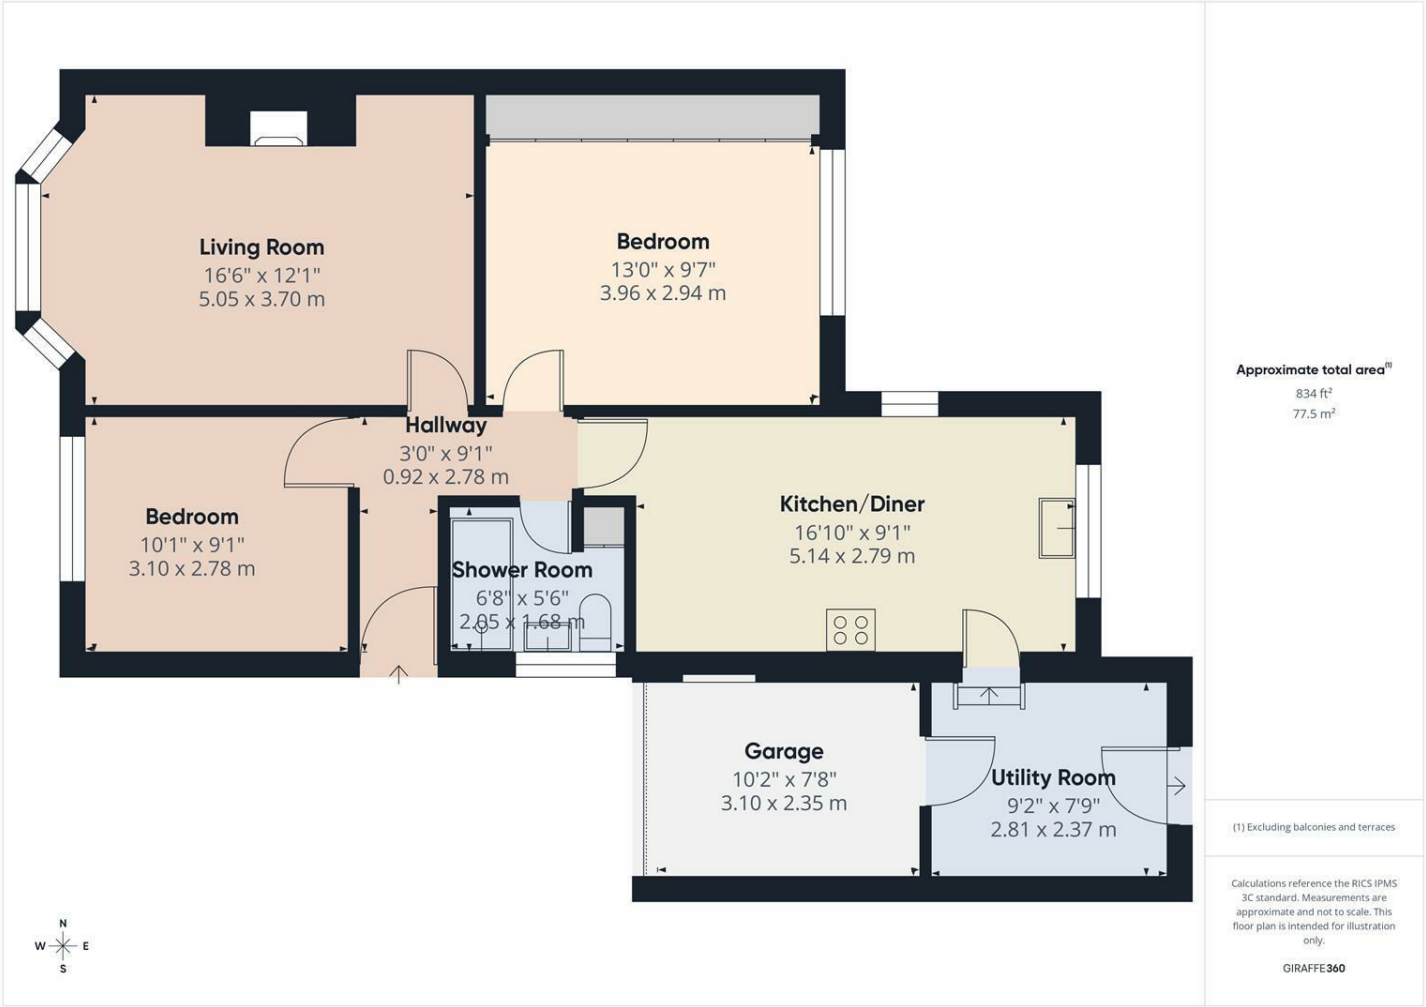 Living Room
16'6" x 12'1"
5.05 x 3.70 m
Bedroom
13'0" x 9'7"
3.96 x 2.94 m
Hallway
3'0" x 9'1"
0.92 x 2.78 m
Bedroom
10'1" x 9'1"
3.10 x 2.78 m
Shower Room
6'8" x 5'6"
2.05 x 1.68 m
Kitchen/Diner
16'10" x 9'1"
5.14 x 2.79 m
Garage
10'2" x 7'8"
3.10 x 2.35 m
Utility Room
9'2" x 7'9"
2.81 x 2.37 m
N
W E
S
Approximate total area(1)
834 ft²
77.5 m²
(1) Excluding balconies and terraces
Calculations reference the RICS IPMS
3C standard. Measurements are
approximate and not to scale. This
floor plan is intended for illustration
only.
GIRAFFE360